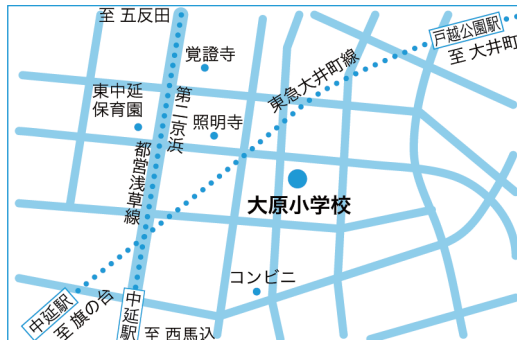 至 五反田
戸越公園駅
至 大井町
覚證寺
東急大井町線
東中延
保育園
第二京浜
照明寺
都営浅草線
大原小学校
コンビニ
中延駅
至 旗の台
中延駅
至 西馬込